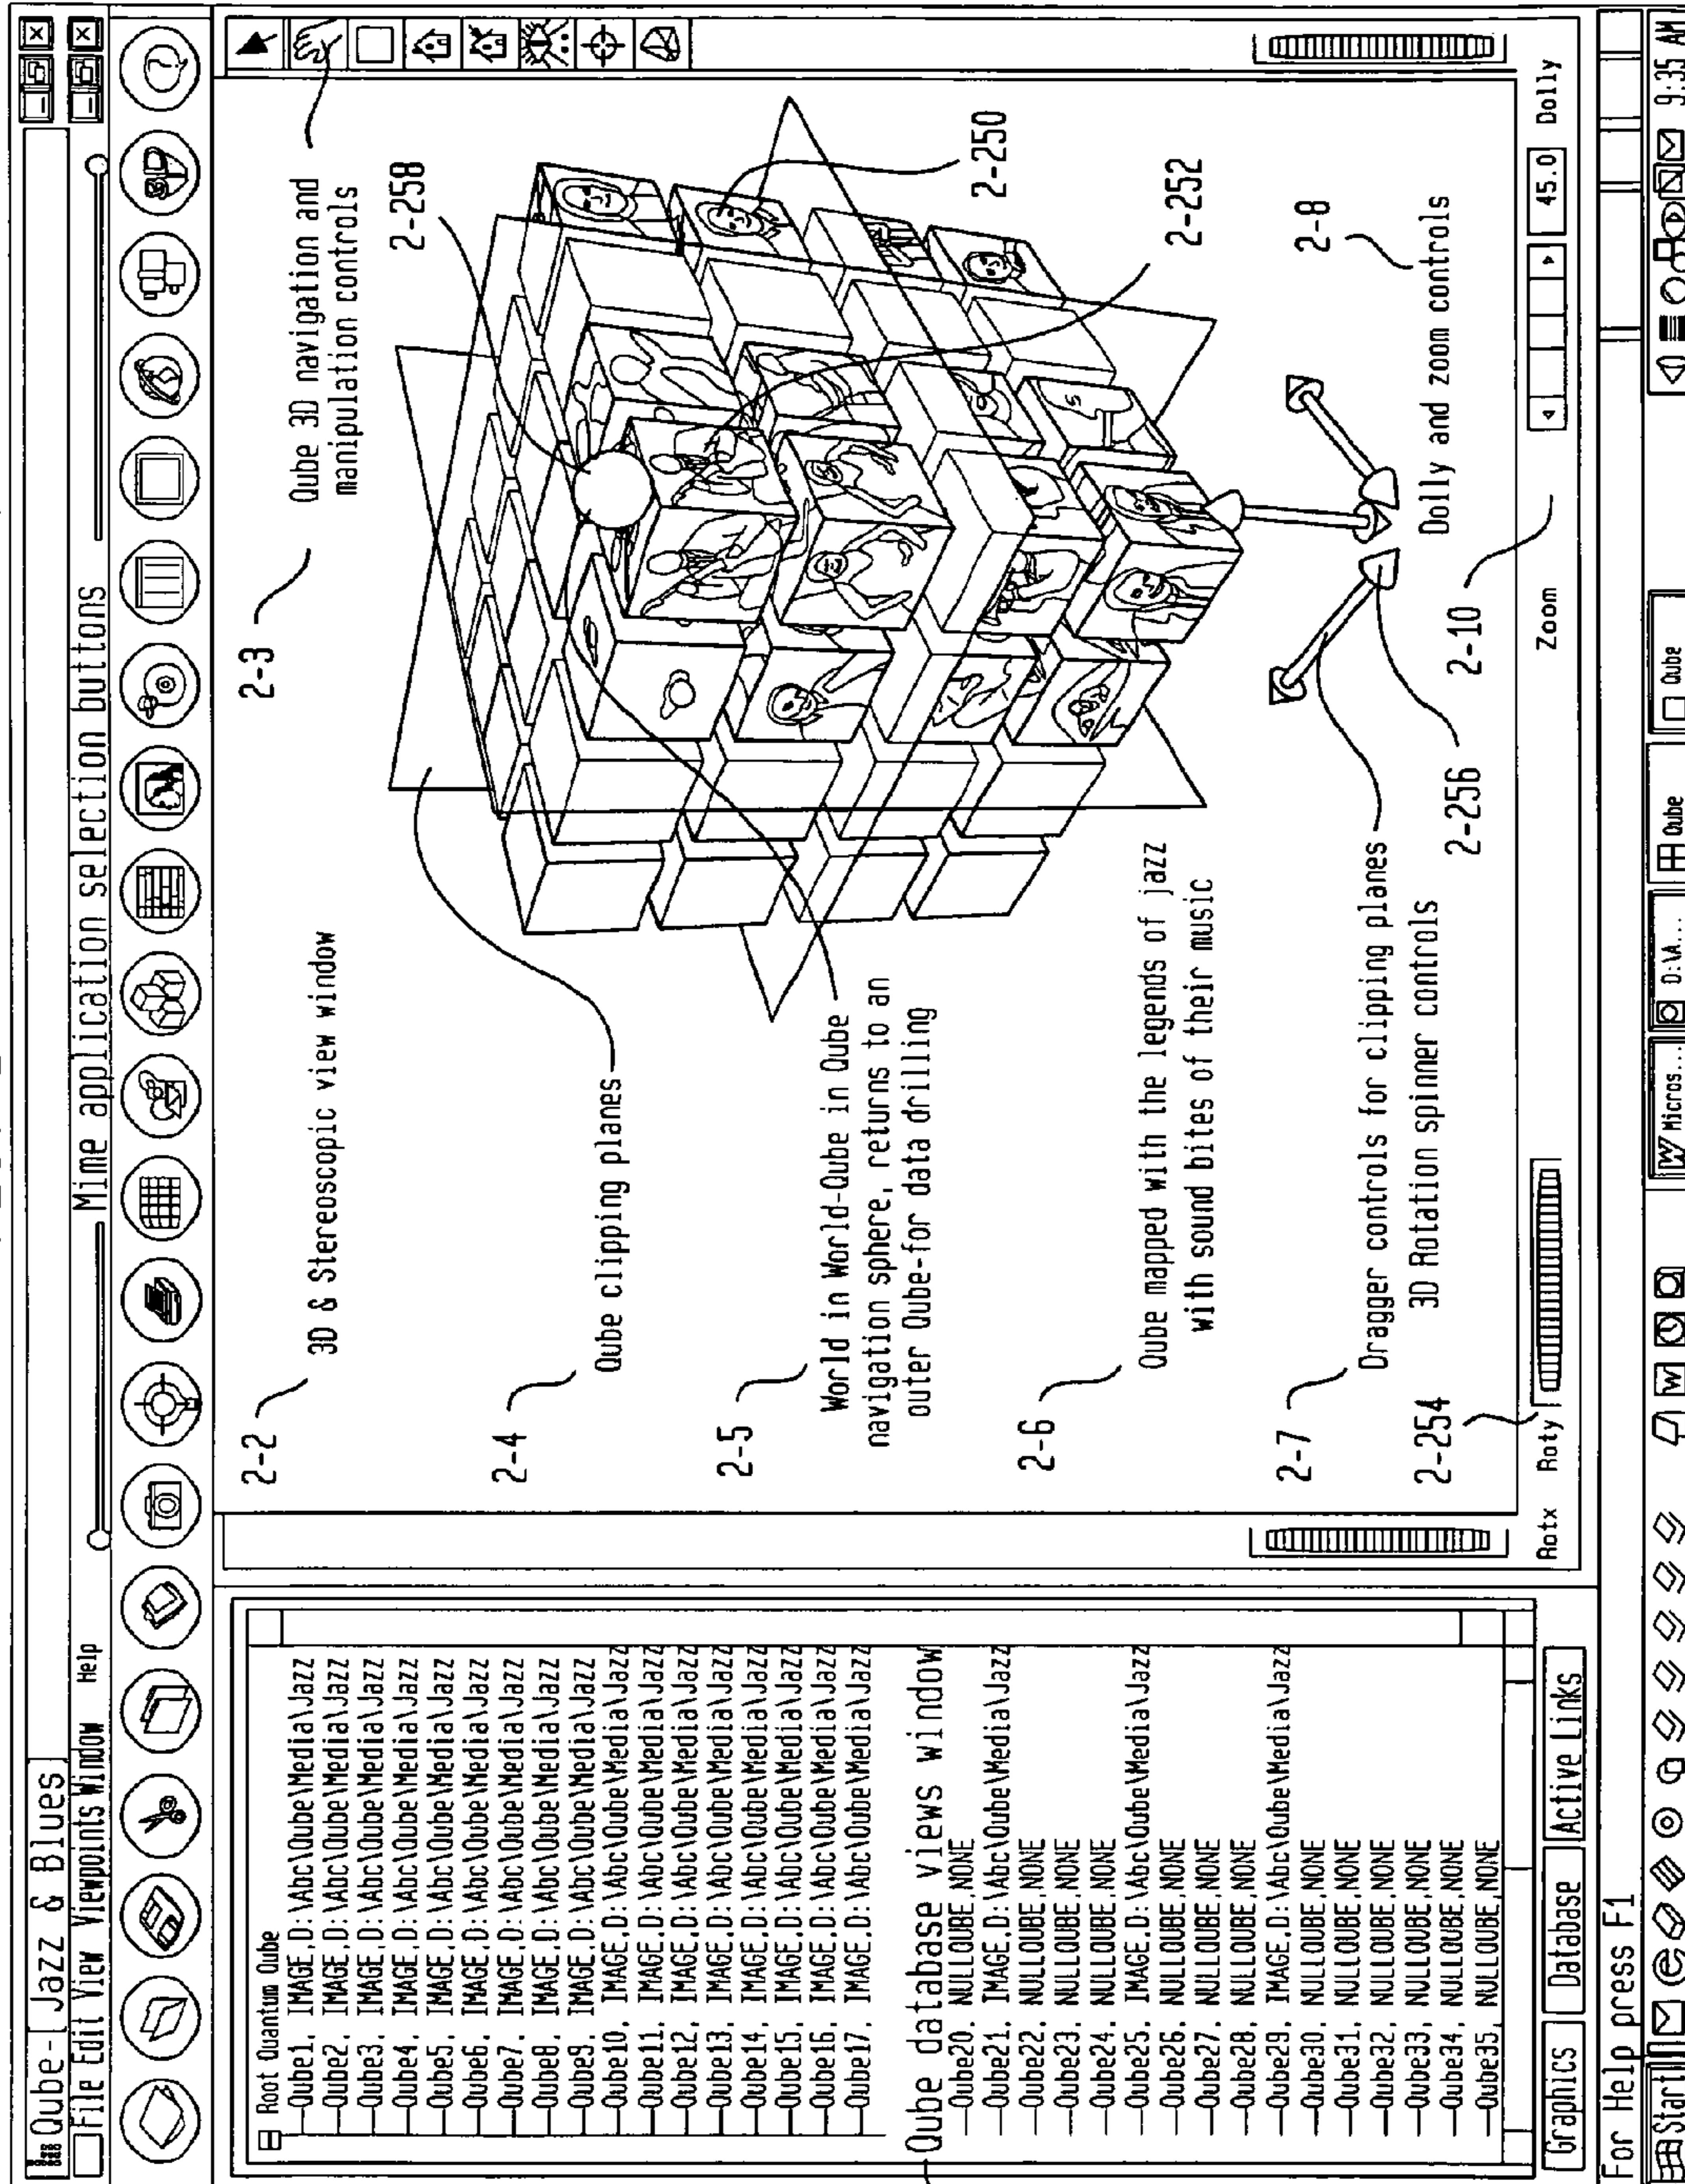 Qube-[ Jazz & Blues]
File Edit View Viewpoints Window Help
Mime application selection buttons
3D
Root Quantum Qube
Qube1, IMAGE,D:\Abc\Qube\Media\Jazz
Qube2, IMAGE,D:\Abc\Qube\Media\Jazz
Qube3, IMAGE,D:\Abc\Qube\Media\Jazz
Qube4, IMAGE,D:\Abc\Qube\Media\Jazz
Qube5, IMAGE,D:\Abc\Qube\Media\Jazz
Qube6, IMAGE,D:\Abc\Qube\Media\Jazz
Qube7, IMAGE,D:\Abc\Qube\Media\Jazz
Qube8, IMAGE,D:\Abc\Qube\Media\Jazz
Qube9, IMAGE,D:\Abc\Qube\Media\Jazz
Qube10, IMAGE,D:\Abc\Qube\Media\Jazz
Qube11, IMAGE,D:\Abc\Qube\Media\Jazz
Qube12, IMAGE,D:\Abc\Qube\Media\Jazz
Qube13, IMAGE,D:\Abc\Qube\Media\Jazz
Qube14, IMAGE,D:\Abc\Qube\Media\Jazz
Qube15, IMAGE,D:\Abc\Qube\Media\Jazz
Qube16, IMAGE,D:\Abc\Qube\Media\Jazz
Qube17, IMAGE,D:\Abc\Qube\Media\Jazz
Qube database views window
Qube20, NULLQUBE,NONE
Qube21, IMAGE,D:\Abc\Qube\Media\Jazz
Qube22, NULLQUBE,NONE
Qube23, NULLQUBE,NONE
Qube24, NULLQUBE,NONE
Qube25, IMAGE,D:\Abc\Qube\Media\Jazz
Qube26, NULLQUBE,NONE
Qube27, NULLQUBE,NONE
Qube28, NULLQUBE,NONE
Qube29, IMAGE,D:\Abc\Qube\Media\Jazz
Qube30, NULLQUBE,NONE
Qube31, NULLQUBE,NONE
Qube32, NULLQUBE,NONE
Qube33, NULLQUBE,NONE
Qube34, NULLQUBE,NONE
Qube35, NULLQUBE,NONE
Graphics Database Active Links
2-2
3D & Stereoscopic view window
2-3
Qube 3D navigation and
manipulation controls
2-258
2-4
Qube clipping planes
2-5
World in World-Qube in Qube
navigation sphere, returns to an
outer Qube-for data drilling
2-250
2-252
2-6
Qube mapped with the legends of jazz
with sound bites of their music
2-7
Dragger controls for clipping planes
3D Rotation spinner controls
2-8
Dolly and zoom controls
2-254
2-256
2-10
Rotx Roty Zoom 45.0 Dolly
For Help press F1
Start W Micros... D:\A... Qube Qube 9:35 AM